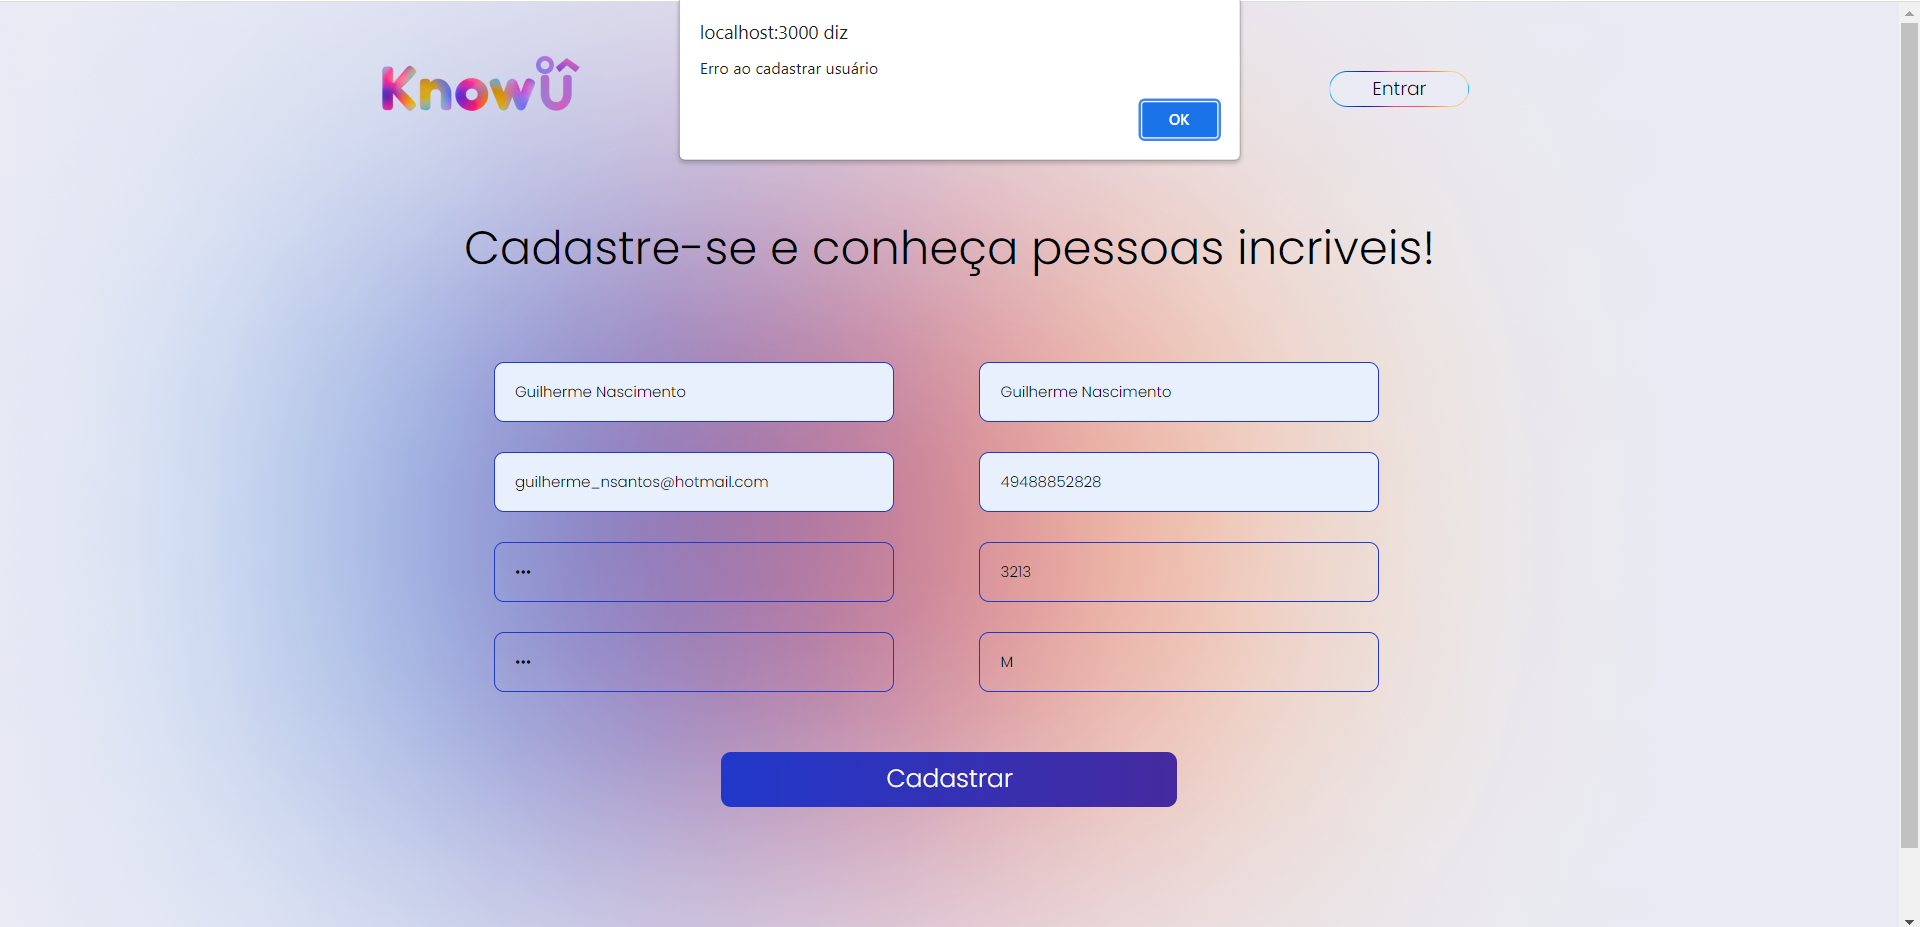 localhost:3000 diz
Erro ao cadastrar usuário
OK
Knowů
Entrar
Cadastre-se e conheça pessoas incriveis!
Guilherme Nascimento
Guilherme Nascimento
guilherme_nsantos@hotmail.com
49488852828
•••
3213
•••
M
Cadastrar